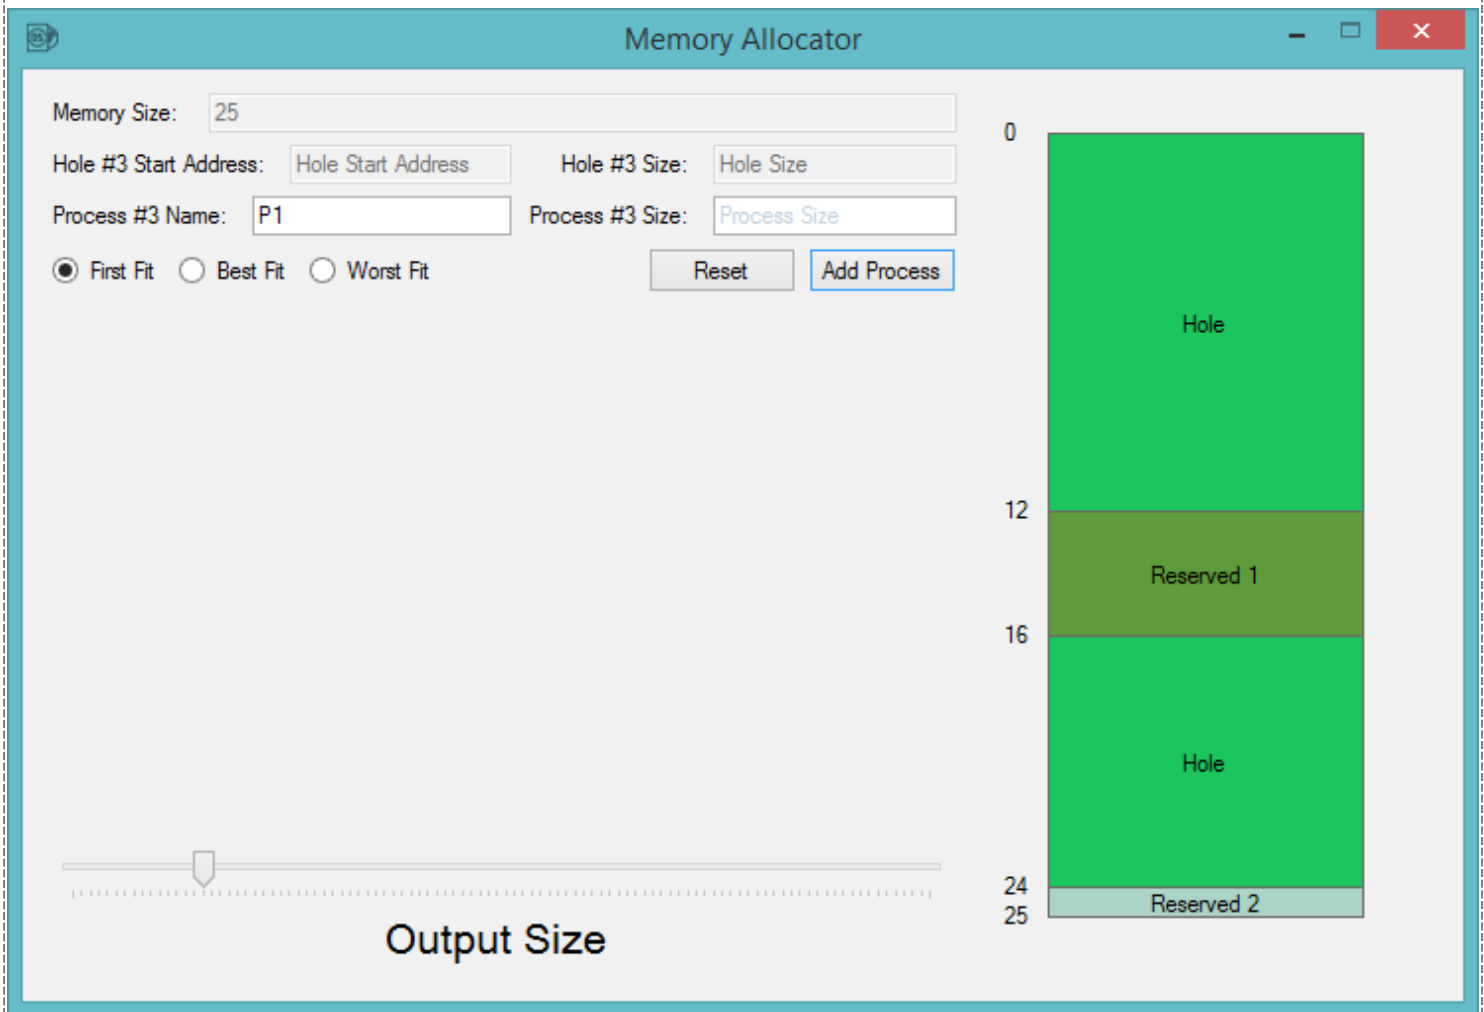 Memory Allocator
Memory Size: 25
Hole #3 Start Address: Hole Start Address Hole #3 Size: Hole Size
Process #3 Name: P1 Process #3 Size: Process Size
First Fit Best Fit Worst Fit Reset Add Process
0
Hole
12
Reserved 1
16
Hole
24
Reserved 2
25
Output Size